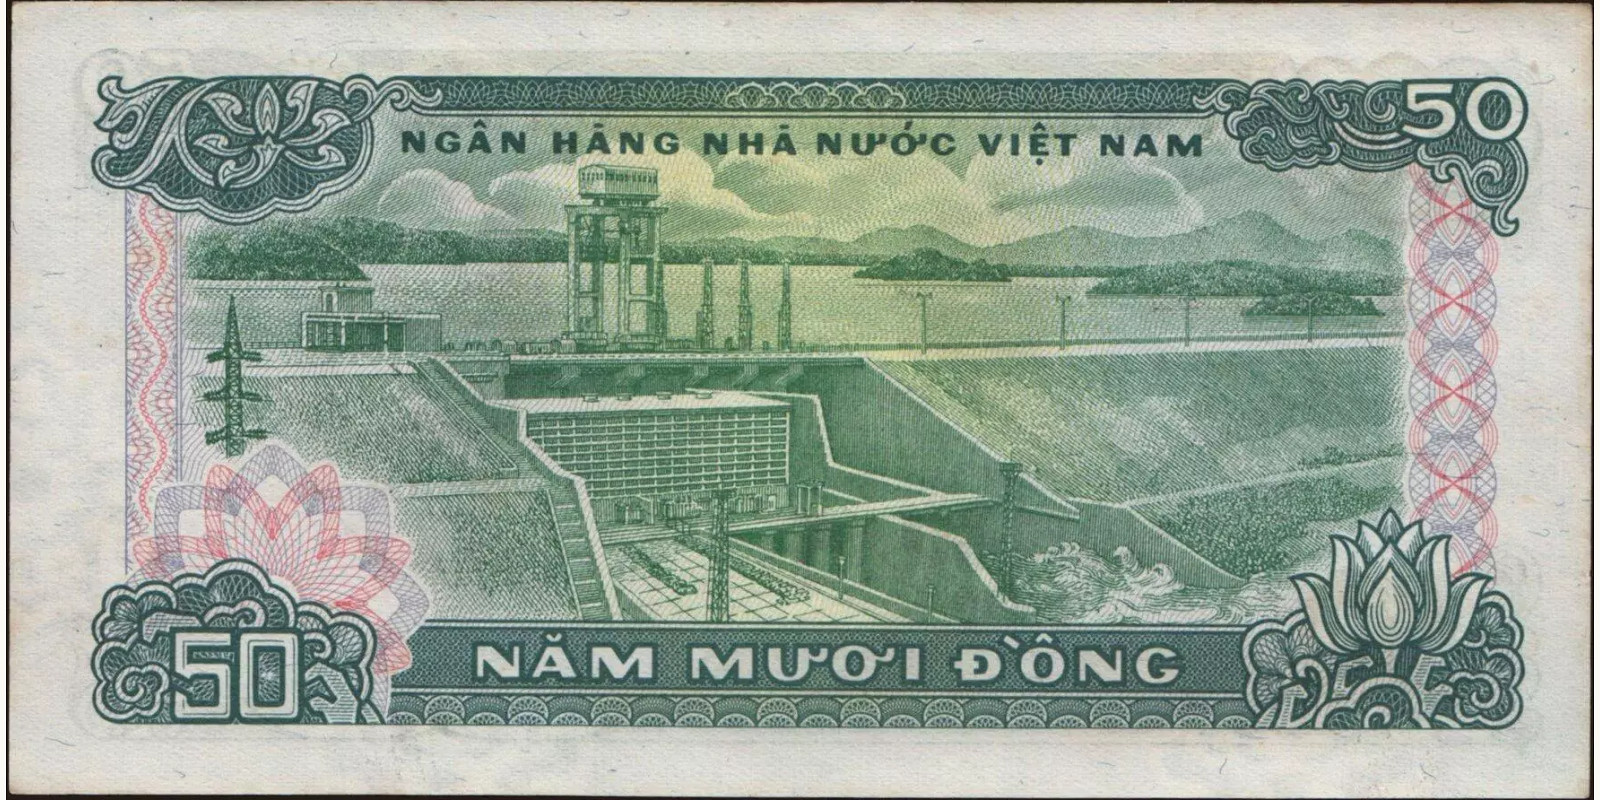 NGÂN HÀNG NHÀ NƯỚC VIỆT NAM
50
50
NĂM MƯƠI ĐỒNG